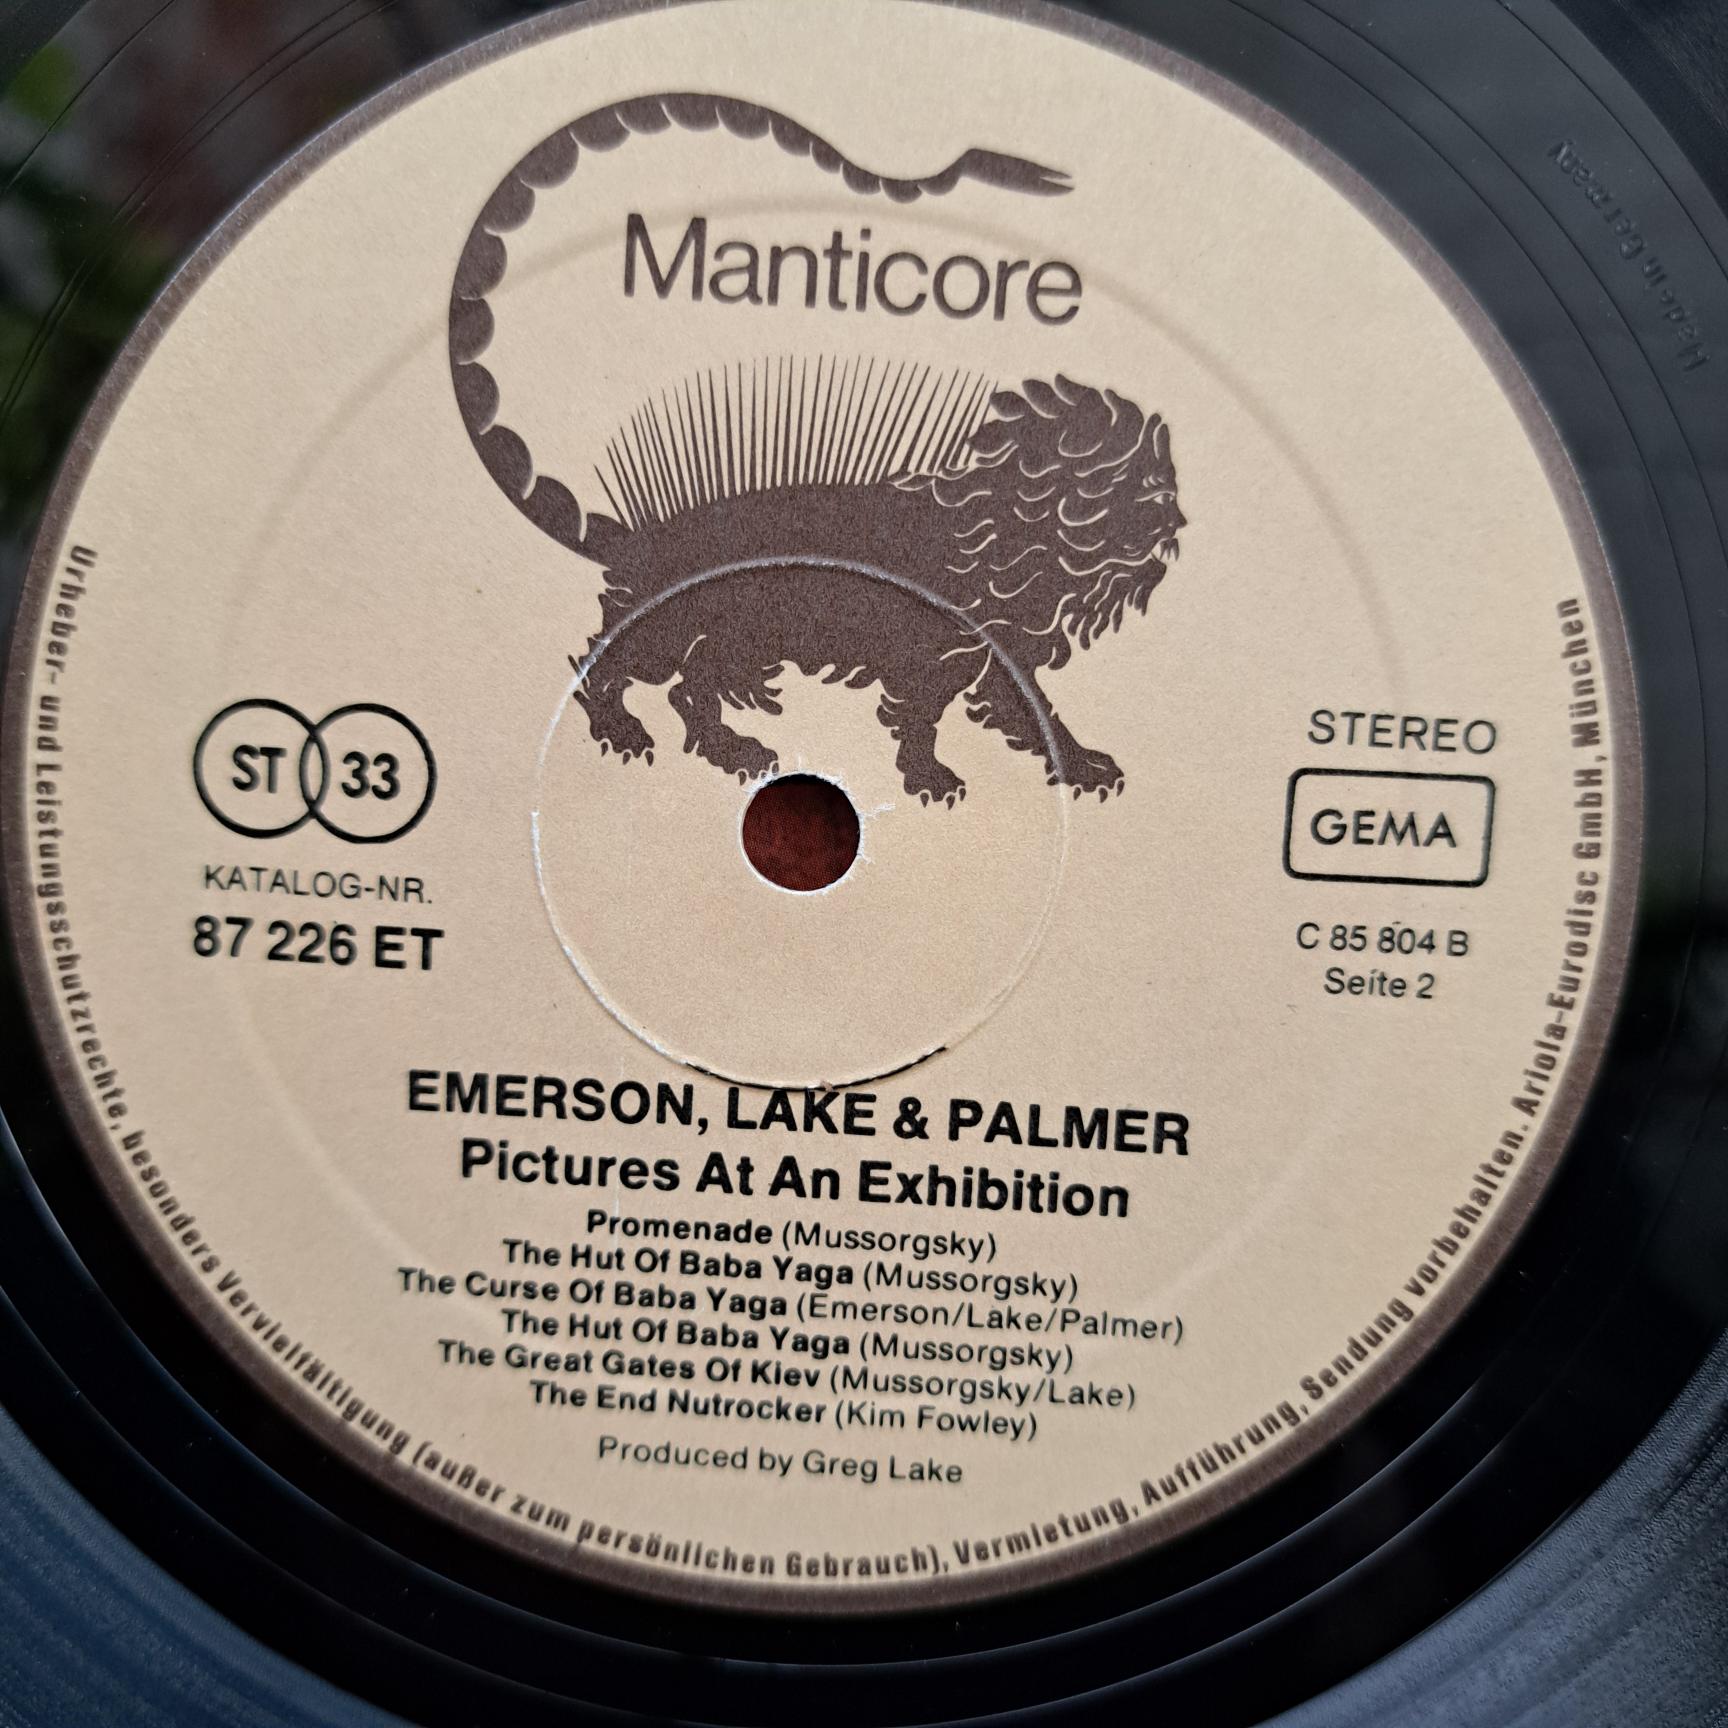 Manticore
ST 33
KATALOG-NR.
87 226 ET
STEREO
GEMA
C 85 804 B
Seite 2
EMERSON, LAKE & PALMER
Pictures At An Exhibition
Promenade (Mussorgsky)
The Hut Of Baba Yaga (Mussorgsky)
The Curse Of Baba Yaga (Emerson/Lake/Palmer)
The Hut Of Baba Yaga (Mussorgsky)
The Great Gates Of Kiev (Mussorgsky/Lake)
The End Nutrocker (Kim Fowley)
Produced by Greg Lake
Urheber- und Leistungsschutzrechte, besonders Vervielfältigung (außer zum persönlichen Gebrauch), Vermietung, Aufführung, Sendung vorbehalten. Ariola-Eurodisc GmbH, München
Made in Germany